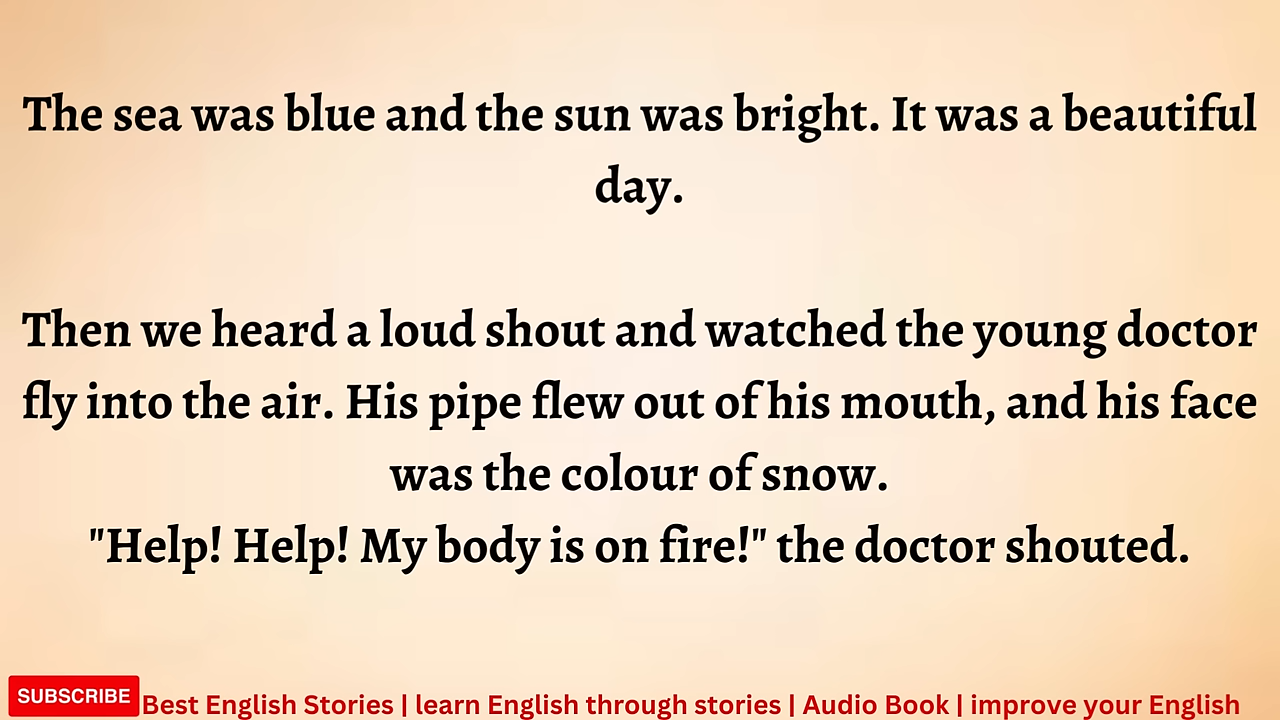 The sea was blue and the sun was bright. It was a beautiful
day.
Then we heard a loud shout and watched the young doctor
fly into the air. His pipe flew out of his mouth, and his face
was the colour of snow.
"Help! Help! My body is on fire!" the doctor shouted.
SUBSCRIBE
Best English Stories | learn English through stories | Audio Book | improve your English